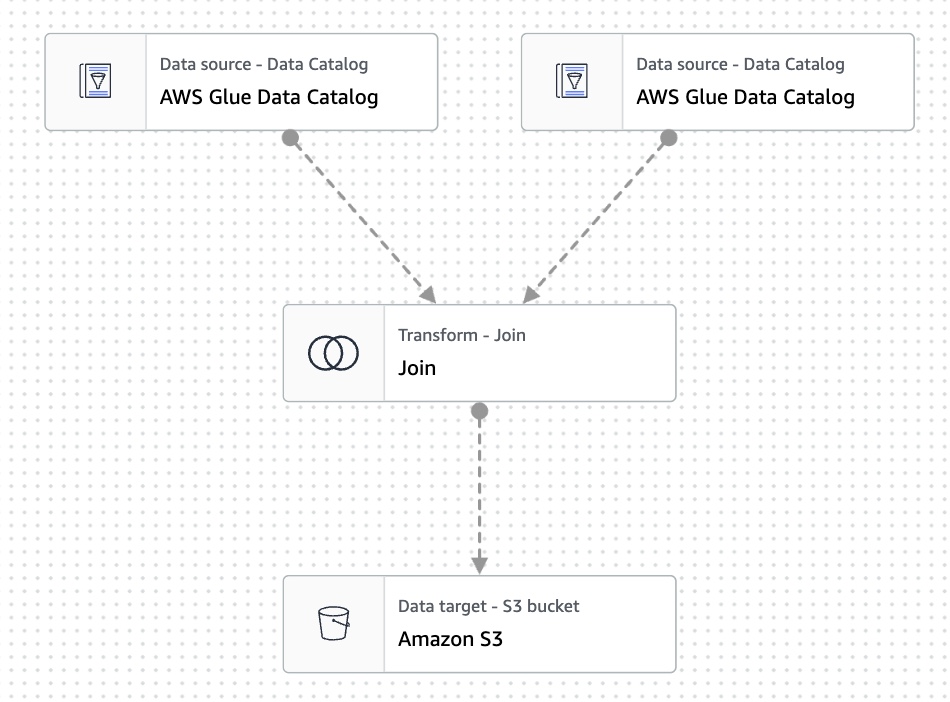 Data source - Data Catalog
AWS Glue Data Catalog
Data source - Data Catalog
AWS Glue Data Catalog
Transform - Join
Join
Data target - S3 bucket
Amazon S3